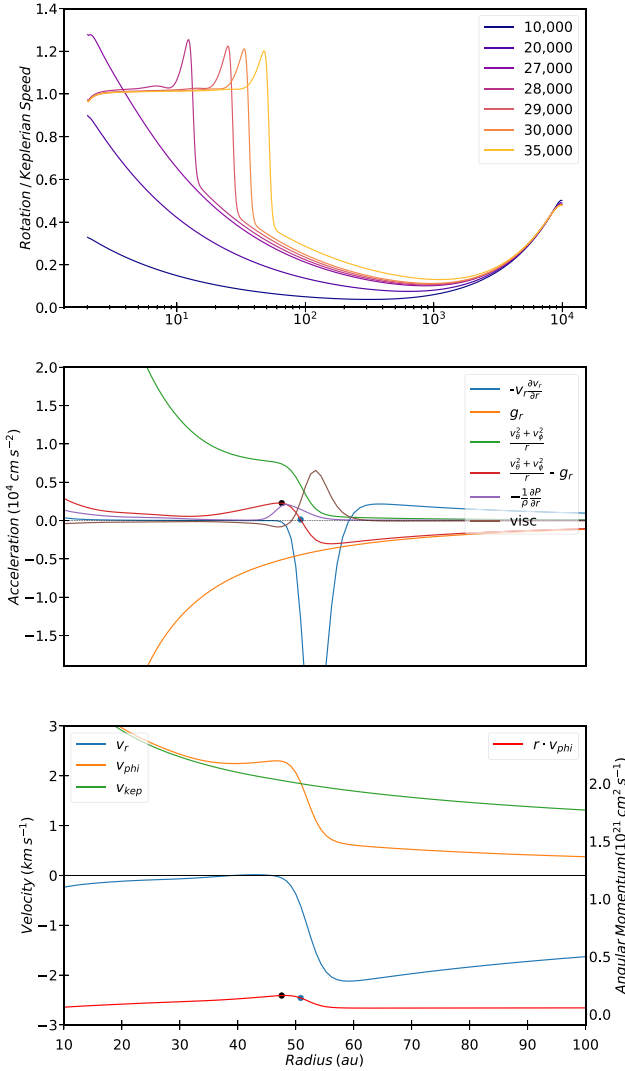 1.4
1.2
1.0
0.8
0.6
0.4
0.2
0.0
Rotation / Keplerian Speed
10,000
20,000
27,000
28,000
29,000
30,000
35,000
10¹ 10² 10³ 10⁴
2.0
1.5
1.0
0.5
0.0
−0.5
−1.0
−1.5
Acceleration (10⁴ cm s⁻²)
-v_r ∂v_r/∂r
g_r
(v_θ² + v_ϕ²)/r
(v_θ² + v_ϕ²)/r - g_r
−(1/ρ) ∂P/∂r
visc
3
2
1
0
−1
−2
−3
Velocity (km s⁻¹)
v_r
v_phi
v_kep
r · v_phi
2.0
1.5
1.0
0.5
0.0
Angular Momentum(10²¹ cm² s⁻¹)
10 20 30 40 50 60 70 80 90 100
Radius (au)